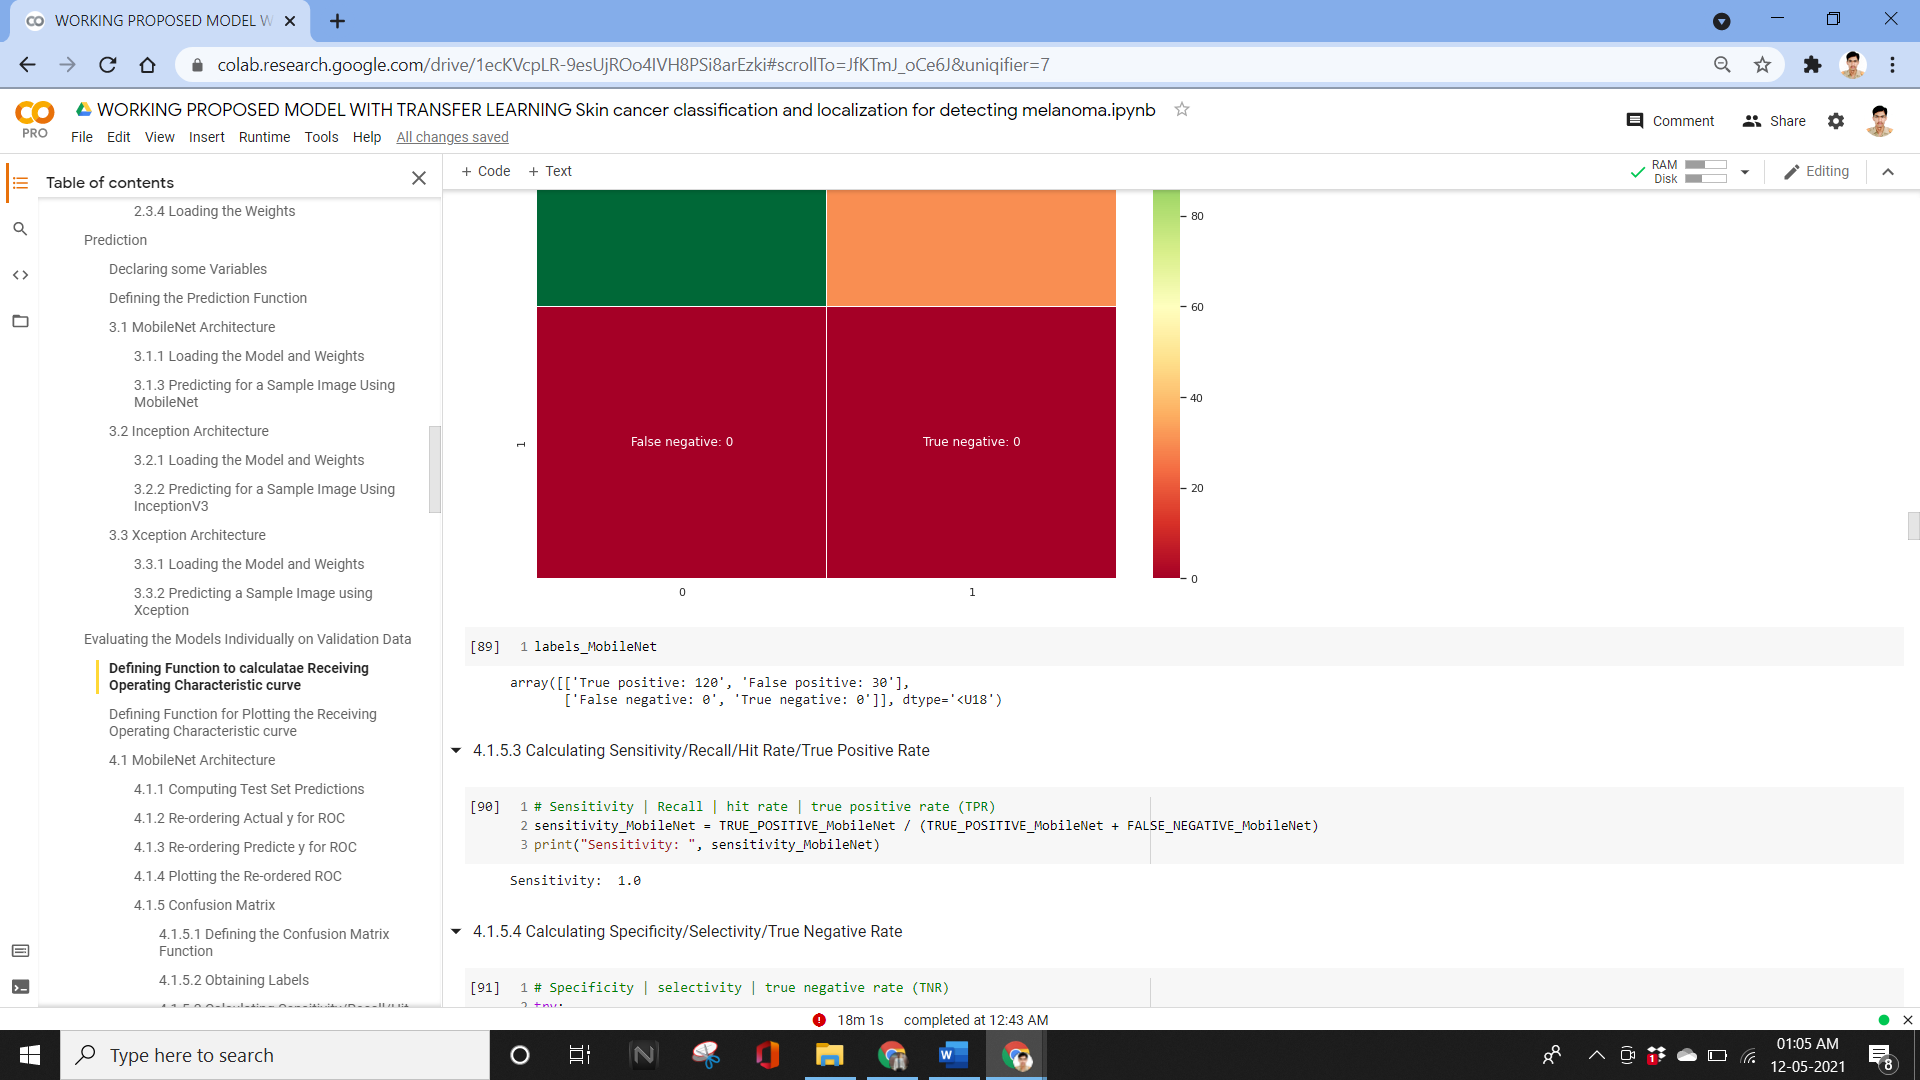 WORKING PROPOSED MODEL W
colab.research.google.com/drive/1ecKVcpLR-9esUjROo4IVH8PSi8arEzki#scrollTo=JfKTmJ_oCe6J&uniqifier=7
WORKING PROPOSED MODEL WITH TRANSFER LEARNING Skin cancer classification and localization for detecting melanoma.ipynb
PRO
File Edit View Insert Runtime Tools Help All changes saved
Comment Share
Table of contents
+ Code + Text
RAM
Disk
Editing
2.3.4 Loading the Weights
Prediction
Declaring some Variables
Defining the Prediction Function
3.1 MobileNet Architecture
3.1.1 Loading the Model and Weights
3.1.3 Predicting for a Sample Image Using
MobileNet
3.2 Inception Architecture
3.2.1 Loading the Model and Weights
3.2.2 Predicting for a Sample Image Using
InceptionV3
3.3 Xception Architecture
3.3.1 Loading the Model and Weights
3.3.2 Predicting a Sample Image using
Xception
Evaluating the Models Individually on Validation Data
Defining Function to calculatae Receiving
Operating Characteristic curve
Defining Function for Plotting the Receiving
Operating Characteristic curve
4.1 MobileNet Architecture
4.1.1 Computing Test Set Predictions
4.1.2 Re-ordering Actual y for ROC
4.1.3 Re-ordering Predicte y for ROC
4.1.4 Plotting the Re-ordered ROC
4.1.5 Confusion Matrix
4.1.5.1 Defining the Confusion Matrix
Function
4.1.5.2 Obtaining Labels
4.1.5.3 Calculating Sensitivity/Recall/Hit
80
60
40
20
0
1
False negative: 0
True negative: 0
0
1
[89] 1 labels_MobileNet
array([['True positive: 120', 'False positive: 30'],
['False negative: 0', 'True negative: 0']], dtype='<U18')
4.1.5.3 Calculating Sensitivity/Recall/Hit Rate/True Positive Rate
[90] 1 # Sensitivity | Recall | hit rate | true positive rate (TPR)
2 sensitivity_MobileNet = TRUE_POSITIVE_MobileNet / (TRUE_POSITIVE_MobileNet + FALSE_NEGATIVE_MobileNet)
3 print("Sensitivity: ", sensitivity_MobileNet)
Sensitivity: 1.0
4.1.5.4 Calculating Specificity/Selectivity/True Negative Rate
[91] 1 # Specificity | selectivity | true negative rate (TNR)
2 try:
18m 1s completed at 12:43 AM
Type here to search
01:05 AM
12-05-2021
1
8